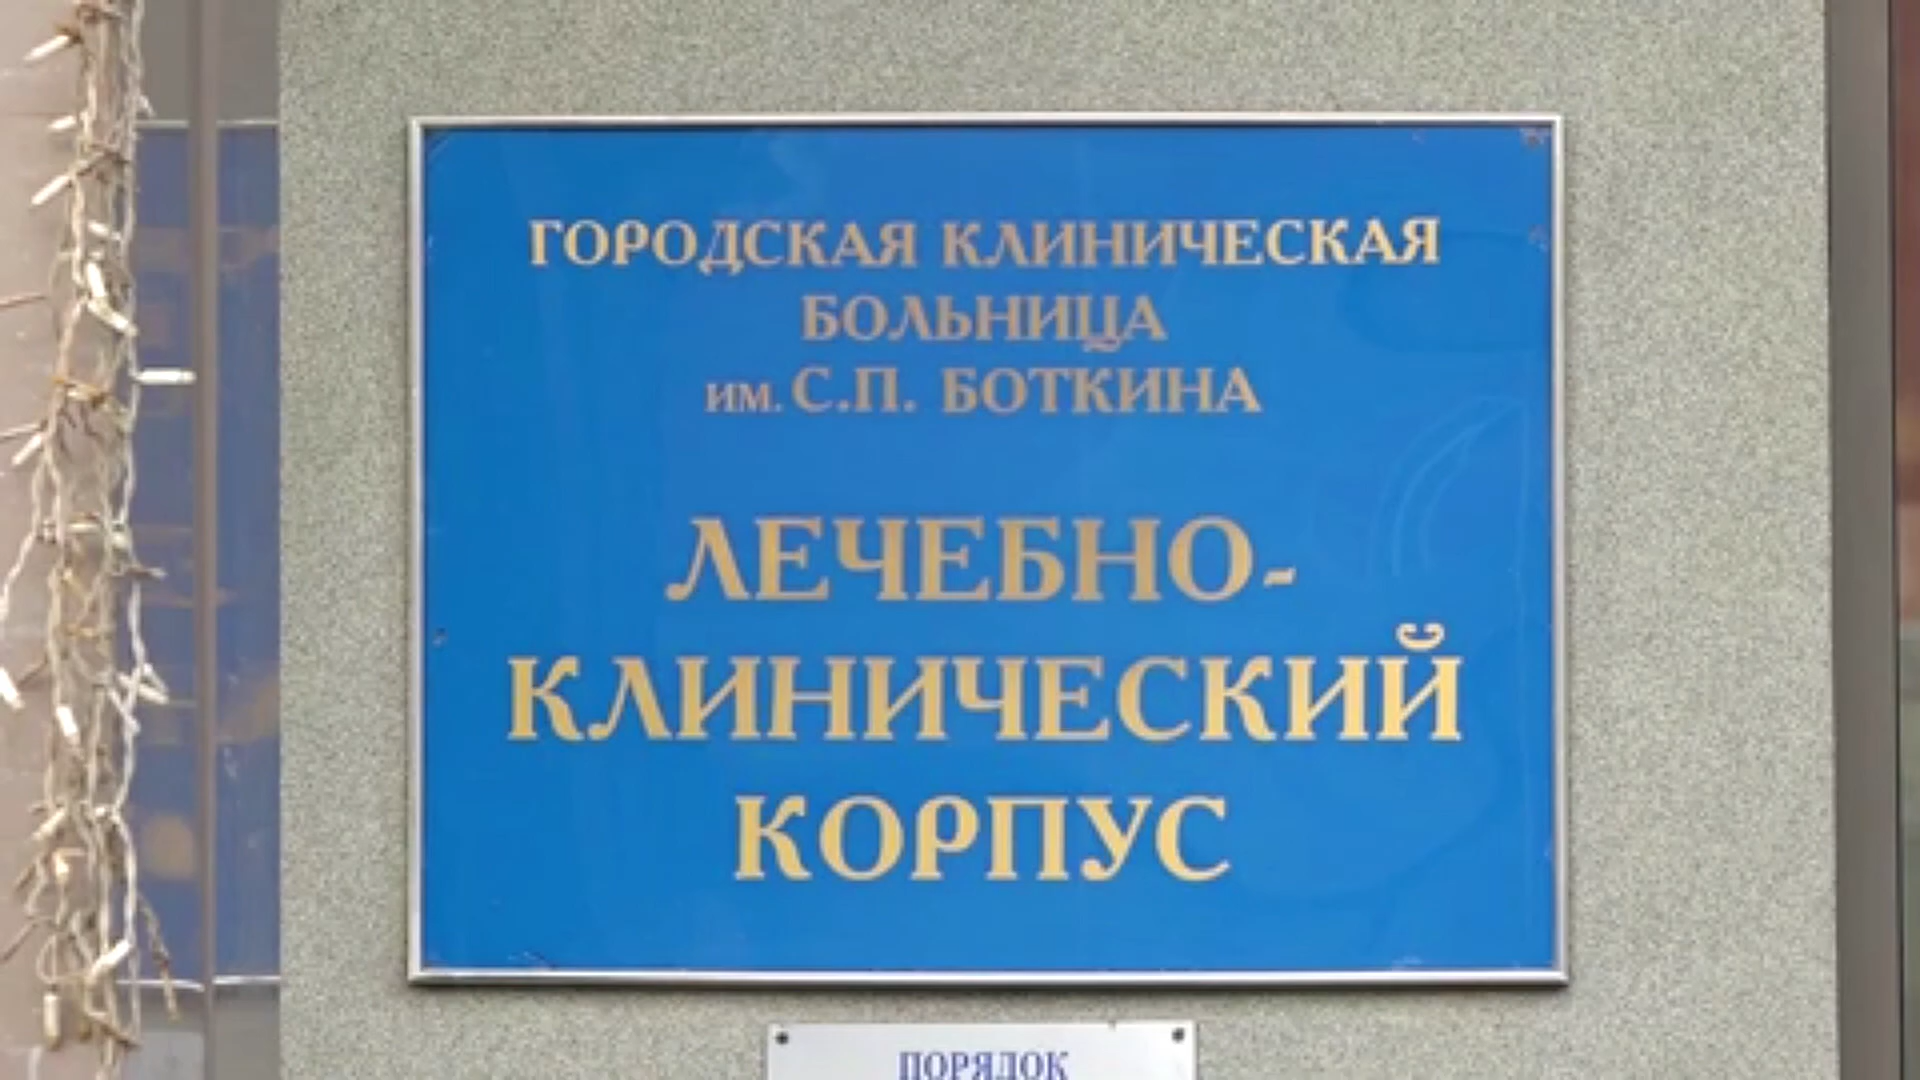 ГОРОДСКАЯ КЛИНИЧЕСКАЯ
БОЛЬНИЦА
им. С.П. БОТКИНА
ЛЕЧЕБНО-
КЛИНИЧЕСКИЙ
КОРПУС
ПОРЯДОК